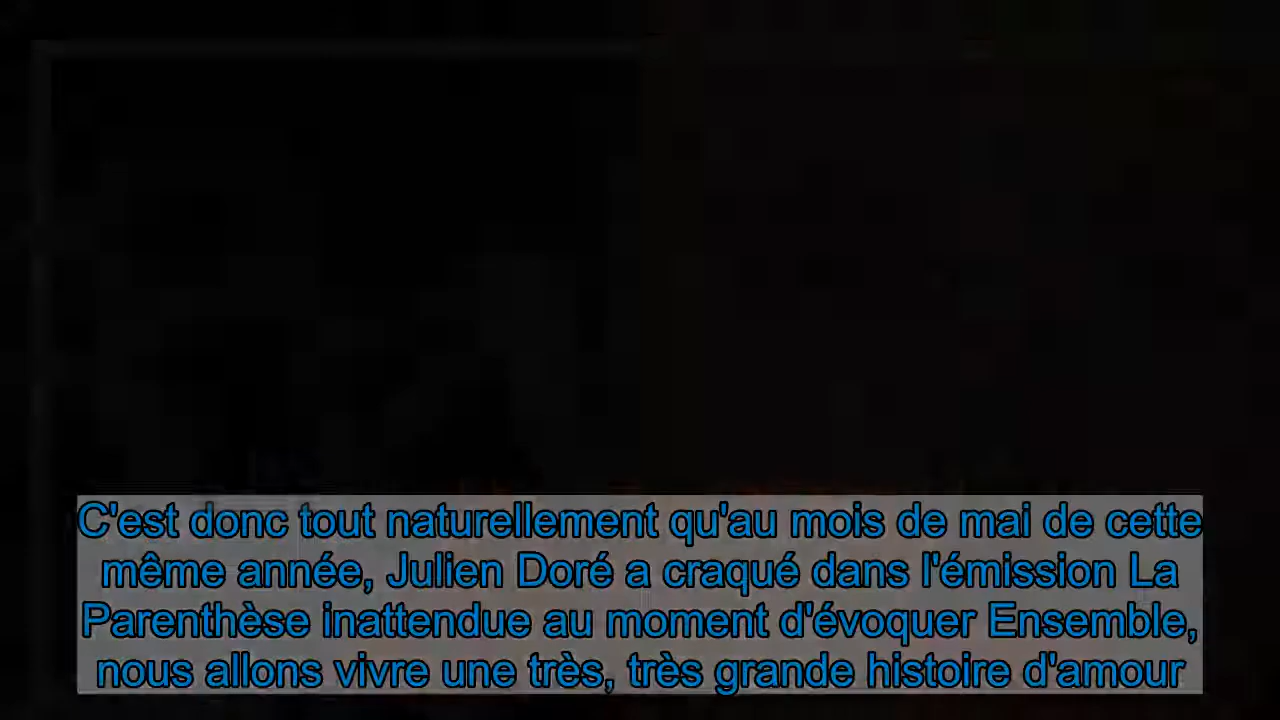 C'est donc tout naturellement qu'au mois de mai de cette
même année, Julien Doré a craqué dans l'émission La
Parenthèse inattendue au moment d'évoquer Ensemble,
nous allons vivre une très, très grande histoire d'amour